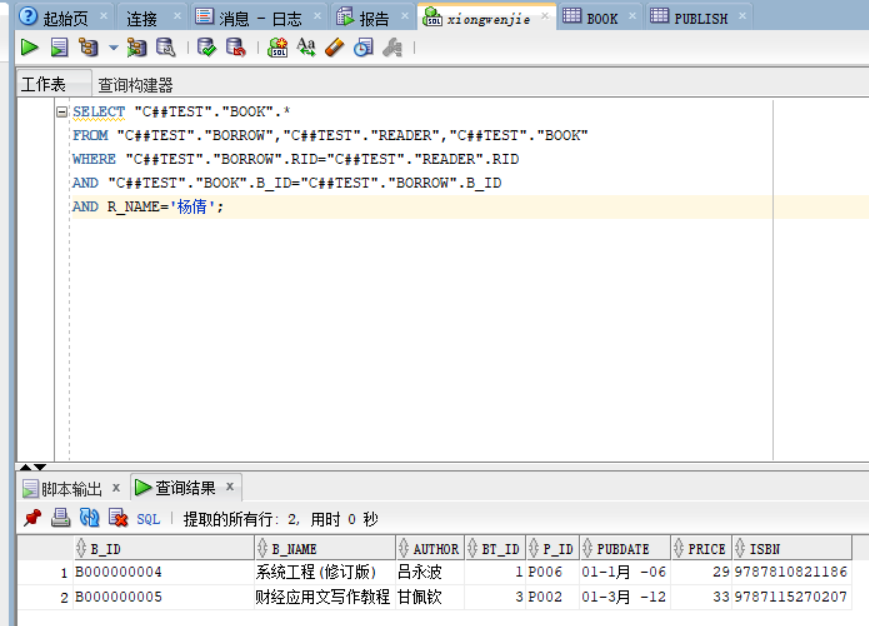 起始页 连接 消息 - 日志 报告 xiongwenjie BOOK PUBLISH
工作表 查询构建器
SELECT "C##TEST"."BOOK".*
FROM "C##TEST"."BORROW","C##TEST"."READER","C##TEST"."BOOK"
WHERE "C##TEST"."BORROW".RID="C##TEST"."READER".RID
AND "C##TEST"."BOOK".B_ID="C##TEST"."BORROW".B_ID
AND R_NAME='杨倩';
脚本输出 x 查询结果 x
SQL | 提取的所有行: 2, 用时 0 秒
B_ID B_NAME AUTHOR BT_ID P_ID PUBDATE PRICE ISBN
1 B000000004 系统工程(修订版) 吕永波 1 P006 01-1月 -06 29 9787810821186
2 B000000005 财经应用文写作教程 甘佩钦 3 P002 01-3月 -12 33 9787115270207